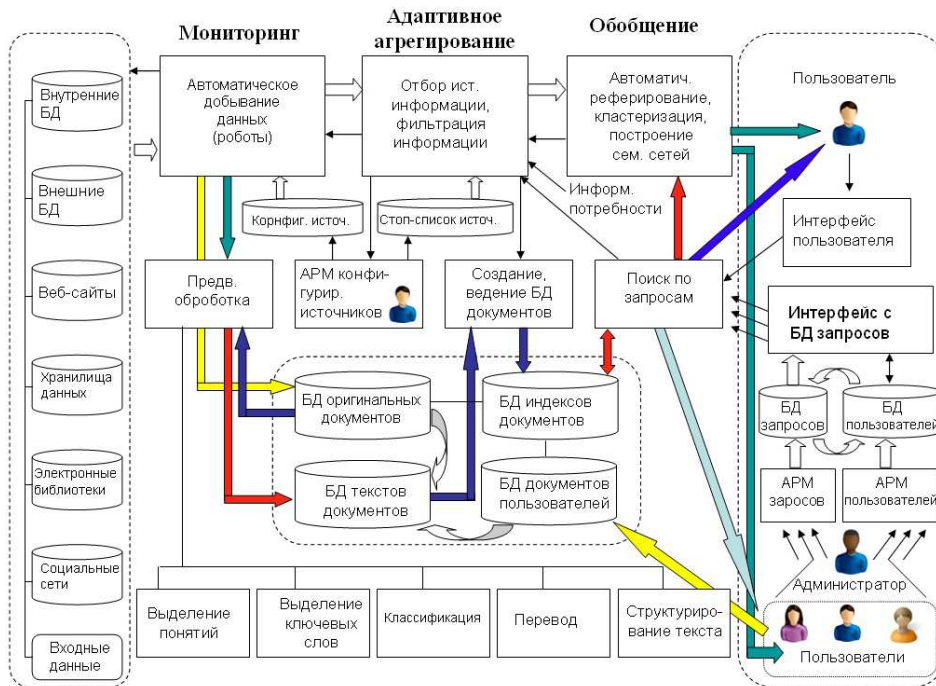 Мониторинг
Адаптивное
агрегирование
Обобщение
Внутренние
БД
Внешние
БД
Веб-сайты
Хранилища
данных
Электронные
библиотеки
Социальные
сети
Входные
данные
Автоматическое
добывание
данных
(роботы)
Отбор ист.
информации,
фильтрация
информации
Автоматич.
реферирование,
кластеризация,
построение
сем. сетей
Пользователь
Корнфиг. источ.
Стоп-список источ.
Информ.
потребности
Интерфейс
пользователя
Предв.
оброботка
АРМ конфи-
гурир.
источников
Создание,
ведение БД
документов
Поиск по
запросам
Интерфейс с
БД запросов
БД оригинальных
документов
БД индексов
документов
БД
запросов
БД
пользователей
БД текстов
документов
БД документов
пользователей
АРМ
заросов
АРМ
пользователей
Администратор
Выделение
понятий
Выделение
ключевых
слов
Классификация
Перевод
Структуриро-
вание текста
Пользователи